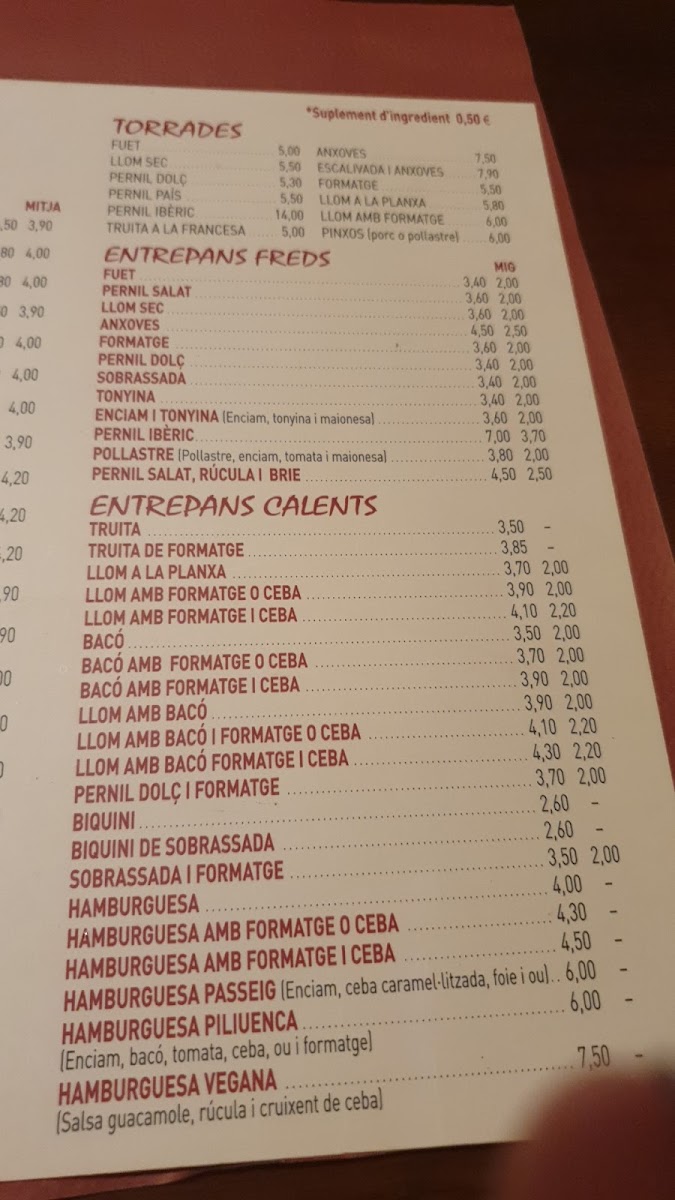 *Suplement d'ingredient 0,50 €
MITJA
,50 3,90
80 4,00
80 4,00
0 3,90
0 4,00
4,00
4,00
3,90
4,20
4,20
,20
,90
90
00
0
TORRADES
FUET 5,00
LLOM SEC 5,50
PERNIL DOLÇ 5,30
PERNIL PAÍS 5,50
PERNIL IBÈRIC 14,00
TRUITA A LA FRANCESA 5,00
ANXOVES 7,50
ESCALIVADA I ANXOVES 7,90
FORMATGE 5,50
LLOM A LA PLANXA 5,80
LLOM AMB FORMATGE 6,00
PINXOS (porc o pollastre) 6,00
ENTREPANS FREDS
MIG
FUET 3,40 2,00
PERNIL SALAT 3,60 2,00
LLOM SEC 3,60 2,00
ANXOVES 4,50 2,50
FORMATGE 3,60 2,00
PERNIL DOLÇ 3,40 2,00
SOBRASSADA 3,40 2,00
TONYINA 3,40 2,00
ENCIAM I TONYINA (Enciam, tonyina i maionesa) 3,60 2,00
PERNIL IBÈRIC 7,00 3,70
POLLASTRE (Pollastre, enciam, tomata i maionesa) 3,80 2,00
PERNIL SALAT, RÚCULA I BRIE 4,50 2,50
ENTREPANS CALENTS
TRUITA 3,50 –
TRUITA DE FORMATGE 3,85 –
LLOM A LA PLANXA 3,70 2,00
LLOM AMB FORMATGE O CEBA 3,90 2,00
LLOM AMB FORMATGE I CEBA 4,10 2,20
BACÓ 3,50 2,00
BACÓ AMB FORMATGE O CEBA 3,70 2,00
BACÓ AMB FORMATGE I CEBA 3,90 2,00
LLOM AMB BACÓ 3,90 2,00
LLOM AMB BACÓ I FORMATGE O CEBA 4,10 2,20
LLOM AMB BACÓ FORMATGE I CEBA 4,30 2,20
PERNIL DOLÇ I FORMATGE 3,70 2,00
BIQUINI 2,60 –
BIQUINI DE SOBRASSADA 2,60 –
SOBRASSADA I FORMATGE 3,50 2,00
HAMBURGUESA 4,00 –
HAMBURGUESA AMB FORMATGE O CEBA 4,30 –
HAMBURGUESA AMB FORMATGE I CEBA 4,50 –
HAMBURGUESA PASSEIG (Enciam, ceba caramel·litzada, foie i ou) 6,00 –
HAMBURGUESA PILIUENCA 6,00 –
(Enciam, bacó, tomata, ceba, ou i formatge)
HAMBURGUESA VEGANA 7,50 –
(Salsa guacamole, rúcula i cruixent de ceba)